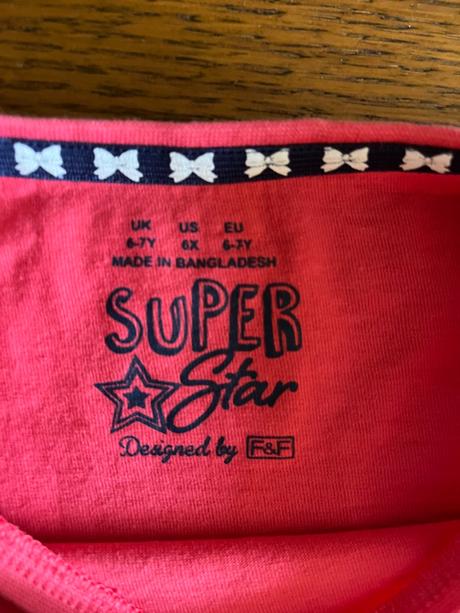 UK US EU
6-7Y 6X 6-7Y
MADE IN BANGLADESH
SUPER
Star
Designed by F&F